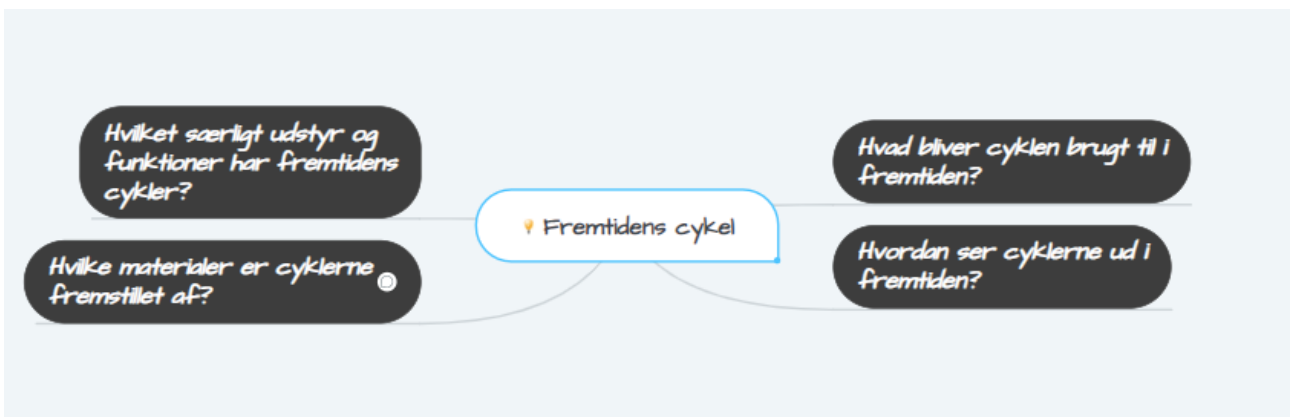 Hvilket særligt udstyr og
funktioner har fremtidens
cykler?
Hvilke materialer er cyklerne
fremstillet af?
Fremtidens cykel
Hvad bliver cyklen brugt til i
fremtiden?
Hvordan ser cyklerne ud i
fremtiden?